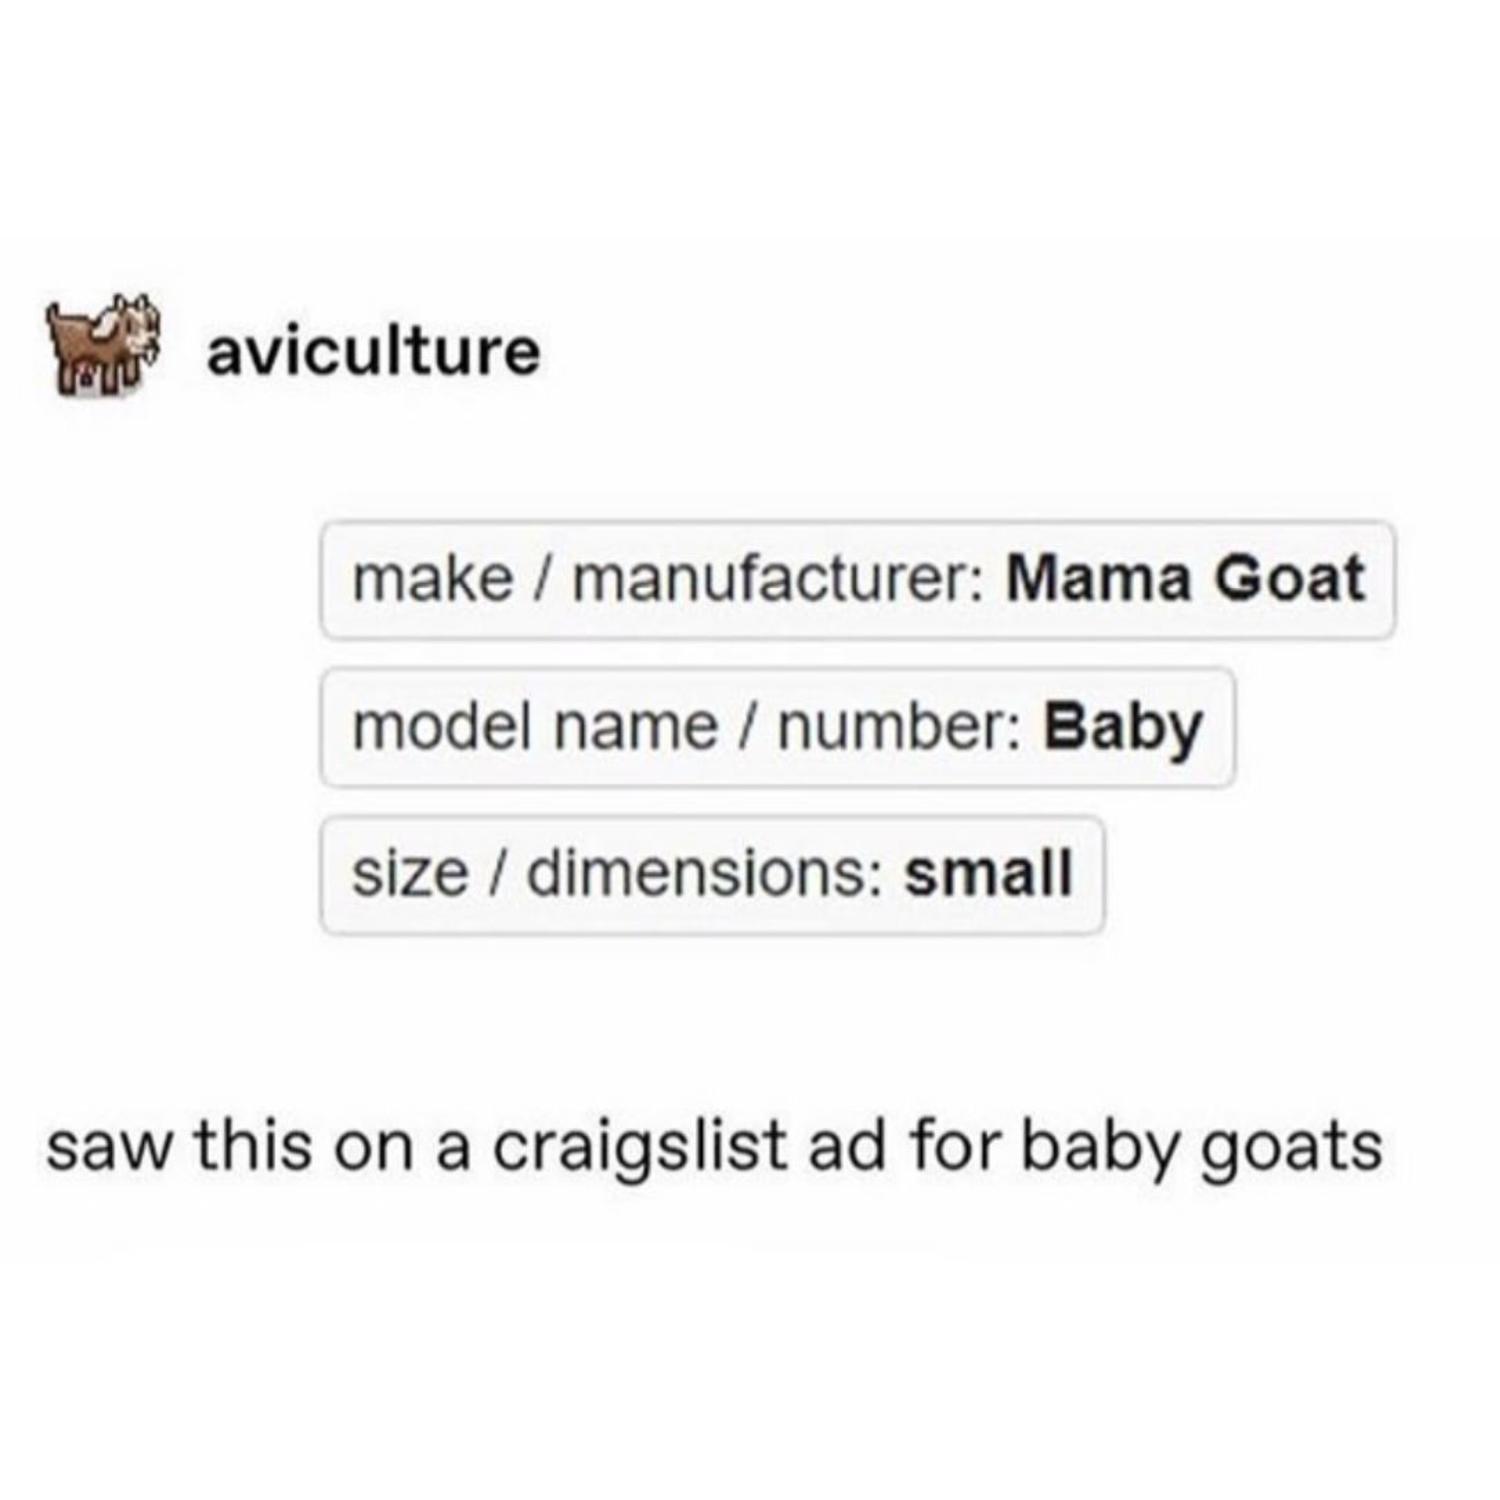 aviculture
make / manufacturer: Mama Goat
model name / number: Baby
size / dimensions: small
saw this on a craigslist ad for baby goats